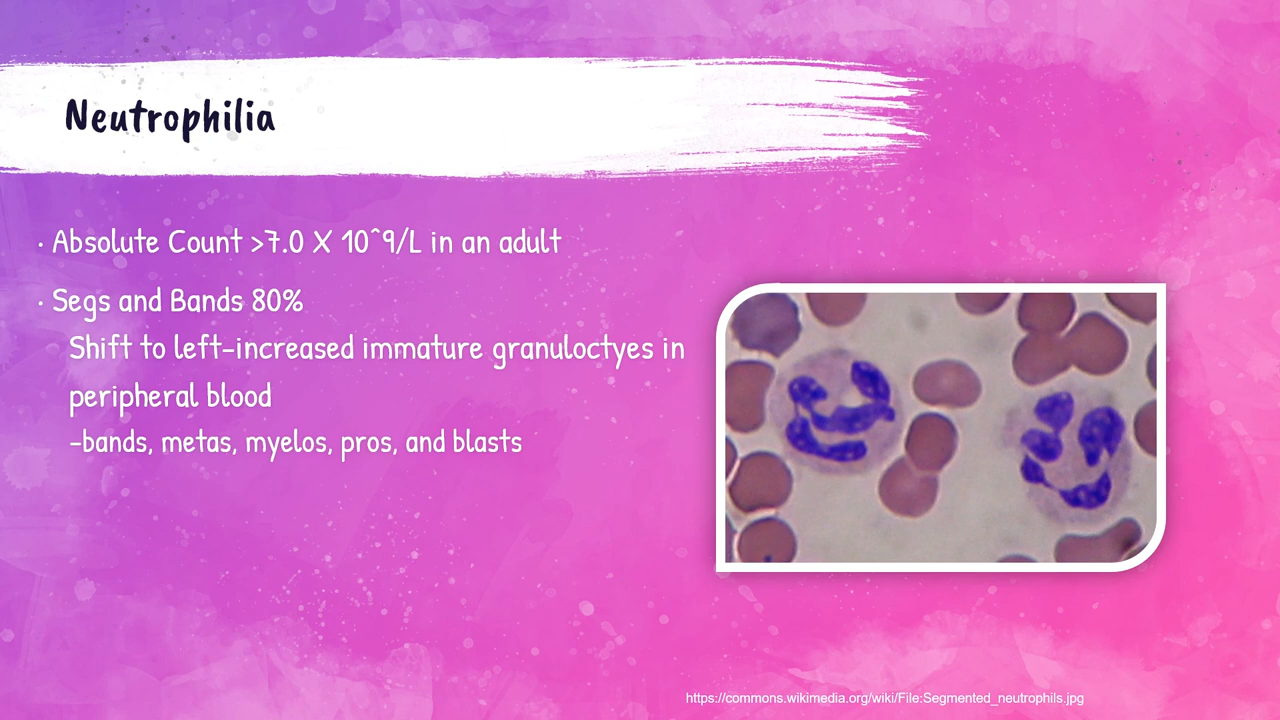 Neutrophilia
· Absolute Count >7.0 X 10^9/L in an adult
· Segs and Bands 80%
Shift to left-increased immature granuloctyes in
peripheral blood
-bands, metas, myelos, pros, and blasts
https://commons.wikimedia.org/wiki/File:Segmented_neutrophils.jpg